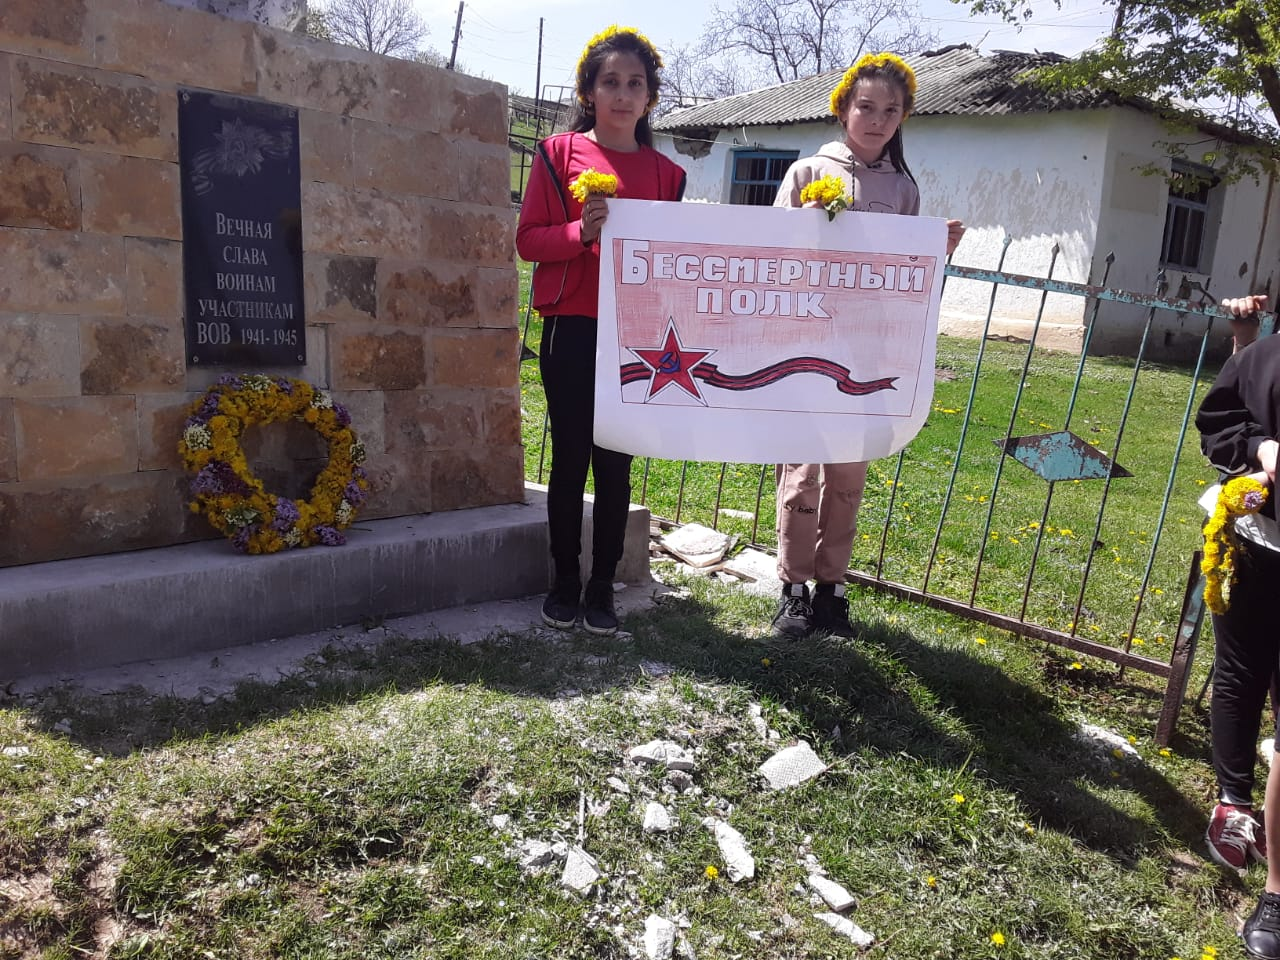 Вечная
слава
воинам
участникам
ВОВ 1941-1945
Бессмертный
полк